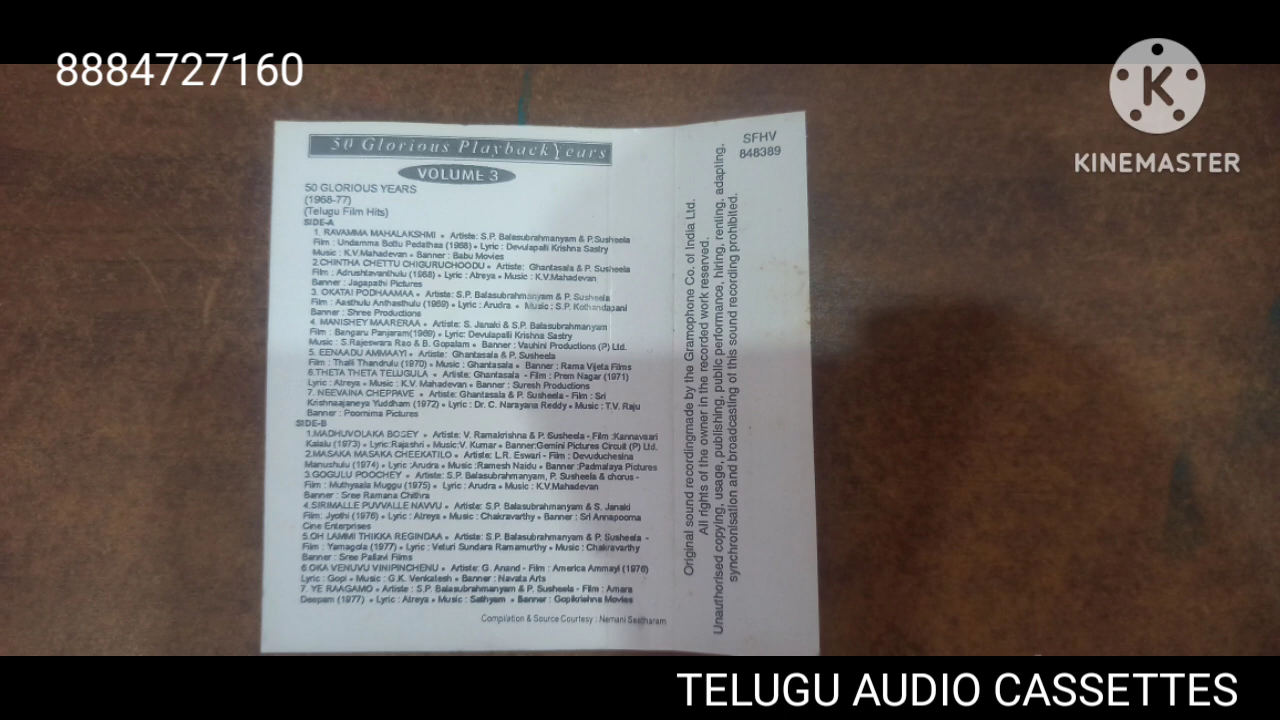 8884727160
KINEMASTER
50 Glorious Playback Years
VOLUME 3
50 GLORIOUS YEARS
(1968-77)
(Telugu Film Hits)
SIDE-A
1. RAVAMMA MAHALAKSHMI • Artiste: S.P. Balasubrahmanyam & P.Susheela
Film : Undamma Bottu Pedathaa (1968) • Lyric : Devulapalli Krishna Sastry
Music : K.V.Mahadevan • Banner : Babu Movies
2.CHINTHA CHETTU CHIGURUCHOODU • Artiste: Ghantasala & P. Susheela
Film : Adrushtavanthulu (1968) • Lyric : Atreya • Music : K.V.Mahadevan
Banner : Jagapathi Pictures
3. OKATAI PODHAAMAA • Artiste: S.P. Balasubrahmanyam & P. Susheela
Film : Aasthulu Anthasthulu (1969) • Lyric : Arudra • Music : S.P. Kothandapani
Banner : Shree Productions
4. MANISHEY MAARERAA • Artiste: S. Janaki & S.P. Balasubrahmanyam
Film : Bangaru Panjaram(1969) • Lyric: Devulapalli Krishna Sastry
Music : S.Rajeswara Rao & B. Gopalam • Banner : Vauhini Productions (P) Ltd.
5. EENAADU AMMAAYI • Artiste: Ghantasala & P. Susheela
Film : Thalli Thandrulu (1970) • Music : Ghantasala • Banner : Rama Vijeta Films
6.THETA THETA TELUGULA • Artiste: Ghantasala - Film : Prem Nagar (1971)
Lyric : Atreya • Music : K.V. Mahadevan • Banner : Suresh Productions
7. NEEVAINA CHEPPAVE • Artiste: Ghantasala & P. Susheela - Film : Sri
Krishnaajaneya Yuddham (1972) • Lyric : Dr. C. Narayana Reddy • Music : T.V. Raju
Banner : Poornima Pictures
SIDE-B
1.MADHUVOLAKA BOSEY • Artiste: V. Ramakrishna & P. Susheela - Film :Kannavaari
Kalalu (1973) • Lyric:Rajashri • Music:V. Kumar • Banner:Gemini Pictures Circuit (P) Ltd.
2.MASAKA MASAKA CHEEKATILO • Artiste: L.R. Eswari - Film : Devuduchesina
Manushulu (1974) • Lyric :Arudra • Music :Ramesh Naidu • Banner :Padmalaya Pictures
3.GOGULU POOCHEY • Artiste: S.P. Balasubrahmanyam, P. Susheela & chorus -
Film : Muthyaala Muggu (1975) • Lyric : Arudra • Music : K.V.Mahadevan
Banner : Sree Ramana Chithra
4.SIRIMALLE PUVVALLE NAVVU • Artiste: S.P. Balasubrahmanyam & S. Janaki
Film: Jyothi (1976) • Lyric : Atreya • Music : Chakravarthy • Banner : Sri Annapoorna
Cine Enterprises
5.OH LAMMI THIKKA REGINDAA • Artiste: S.P. Balasubrahmanyam & P. Susheela -
Film : Yamagola (1977) • Lyric : Veturi Sundara Ramamurthy • Music : Chakravarthy
Banner : Sree Pallavi Films
6.OKA VENUVU VINIPINCHENU • Artiste: G. Anand - Film : America Ammayi (1976)
Lyric : Gopi • Music : G.K. Venkatesh • Banner : Navata Arts
7. YE RAAGAMO • Artiste : S.P. Balasubrahmanyam & P. Susheela - Film : Amara
Deepam (1977) • Lyric : Atreya • Music : Sathyam • Banner : Gopikrishna Movies
Compilation & Source Courtesy : Nemani Seetharam
SFHV
848389
Original sound recordingmade by the Gramophone Co. of India Ltd.
All rights of the owner in the recorded work reserved.
Unauthorised copying, usage, publishing, public performance, hiring, renting, adapting,
synchronisation and broadcasting of this sound recording prohibited.
TELUGU AUDIO CASSETTES